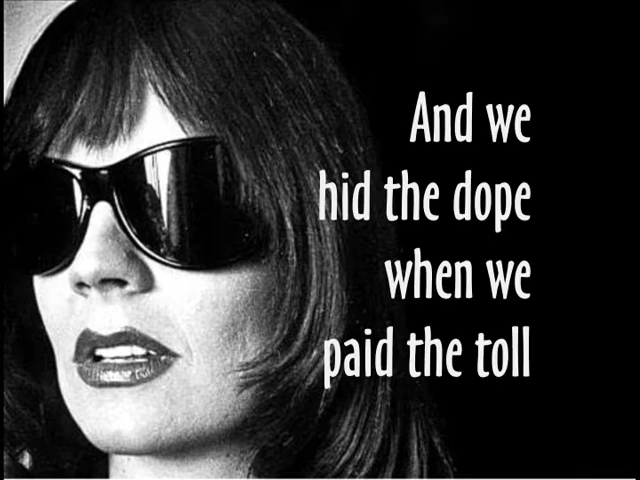 And we
hid the dope
when we
paid the toll